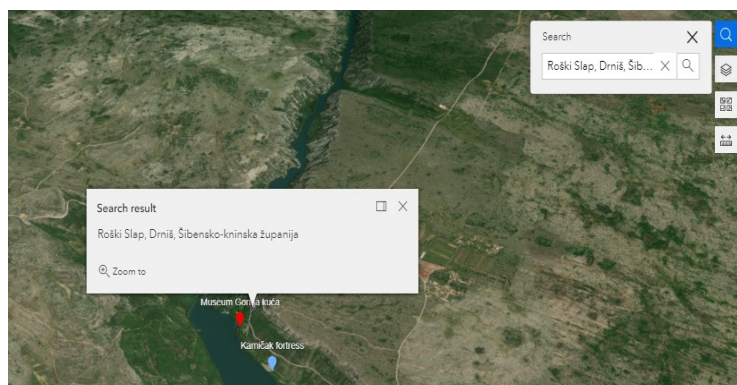 Search
Roški Slap, Drniš, Šib...
Search result
Roški Slap, Drniš, Šibensko-kninska županija
Zoom to
Museum Gornja kuća
Kamičak fortress